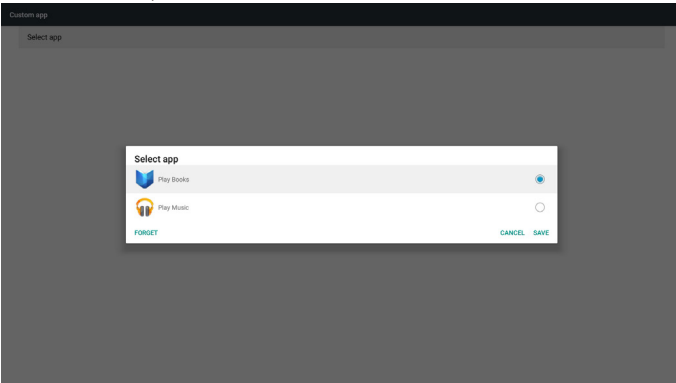 Custom app
Select app
Select app
Play Books
Play Music
FORGET
CANCEL SAVE